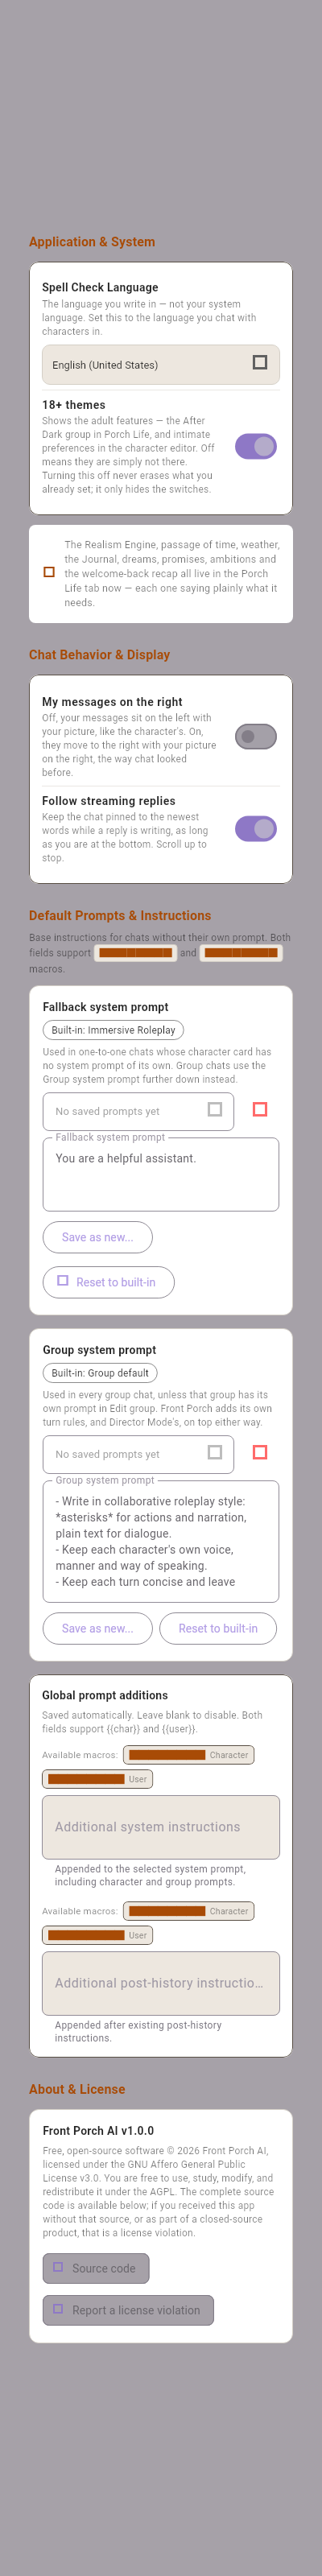 Application & System
Spell Check Language
The language you write in — not your system
language. Set this to the language you chat with
characters in.
English (United States)
18+ themes
Shows the adult features — the After
Dark group in Porch Life, and intimate
preferences in the character editor. Off
means they are simply not there.
Turning this off never erases what you
already set; it only hides the switches.
The Realism Engine, passage of time, weather,
the Journal, dreams, promises, ambitions and
the welcome-back recap all live in the Porch
Life tab now — each one saying plainly what it
needs.
Chat Behavior & Display
My messages on the right
Off, your messages sit on the left with
your picture, like the character's. On,
they move to the right with your picture
on the right, the way chat looked
before.
Follow streaming replies
Keep the chat pinned to the newest
words while a reply is writing, as long
as you are at the bottom. Scroll up to
stop.
Default Prompts & Instructions
Base instructions for chats without their own prompt. Both
fields support and
macros.
Fallback system prompt
Built-in: Immersive Roleplay
Used in one-to-one chats whose character card has
no system prompt of its own. Group chats use the
Group system prompt further down instead.
No saved prompts yet
Fallback system prompt
You are a helpful assistant.
Save as new...
Reset to built-in
Group system prompt
Built-in: Group default
Used in every group chat, unless that group has its
own prompt in Edit group. Front Porch adds its own
turn rules, and Director Mode's, on top either way.
No saved prompts yet
Group system prompt
- Write in collaborative roleplay style:
*asterisks* for actions and narration,
plain text for dialogue.
- Keep each character's own voice,
manner and way of speaking.
- Keep each turn concise and leave
Save as new... Reset to built-in
Global prompt additions
Saved automatically. Leave blank to disable. Both
fields support {{char}} and {{user}}.
Available macros: Character
User
Additional system instructions
Appended to the selected system prompt,
including character and group prompts.
Available macros: Character
User
Additional post-history instructio…
Appended after existing post-history
instructions.
About & License
Front Porch AI v1.0.0
Free, open-source software © 2026 Front Porch AI,
licensed under the GNU Affero General Public
License v3.0. You are free to use, study, modify, and
redistribute it under the AGPL. The complete source
code is available below; if you received this app
without that source, or as part of a closed-source
product, that is a license violation.
Source code
Report a license violation